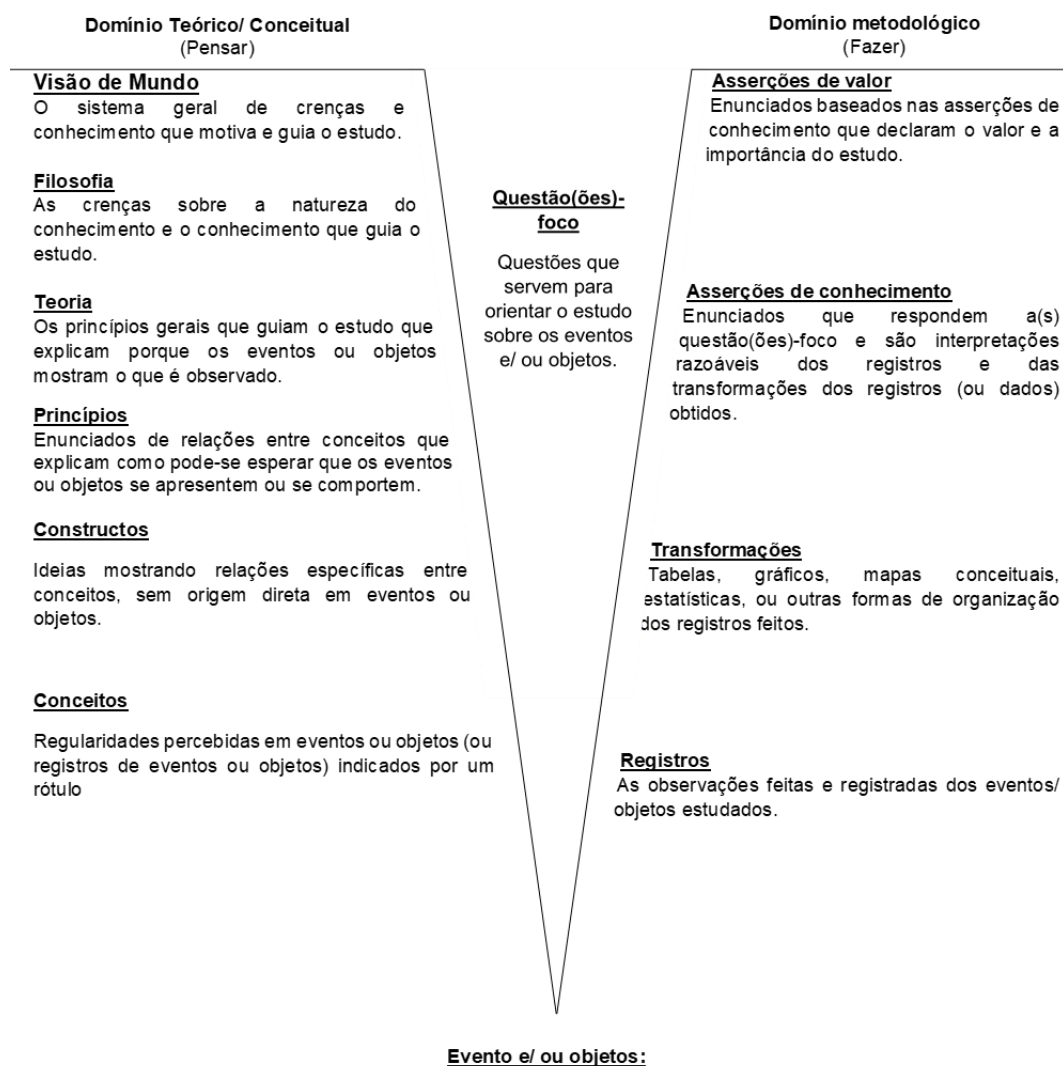 Domínio Teórico/ Conceitual
(Pensar)
Visão de Mundo
O sistema geral de crenças e
conhecimento que motiva e guia o estudo.
Filosofia
As crenças sobre a natureza do
conhecimento e o conhecimento que guia o
estudo.
Teoria
Os princípios gerais que guiam o estudo que
explicam porque os eventos ou objetos
mostram o que é observado.
Princípios
Enunciados de relações entre conceitos que
explicam como pode-se esperar que os eventos
ou objetos se apresentem ou se comportem.
Constructos
Ideias mostrando relações específicas entre
conceitos, sem origem direta em eventos ou
objetos.
Conceitos
Regularidades percebidas em eventos ou objetos (ou
registros de eventos ou objetos) indicados por um
rótulo
Questão(ões)-
foco
Questões que
servem para
orientar o estudo
sobre os eventos
e/ ou objetos.
Domínio metodológico
(Fazer)
Asserções de valor
Enunciados baseados nas asserções de
conhecimento que declaram o valor e a
importância do estudo.
Asserções de conhecimento
Enunciados que respondem a(s)
questão(ões)-foco e são interpretações
razoáveis dos registros e das
transformações dos registros (ou dados)
obtidos.
Transformações
Tabelas, gráficos, mapas conceituais,
estatísticas, ou outras formas de organização
dos registros feitos.
Registros
As observações feitas e registradas dos eventos/
objetos estudados.
Evento e/ ou objetos: